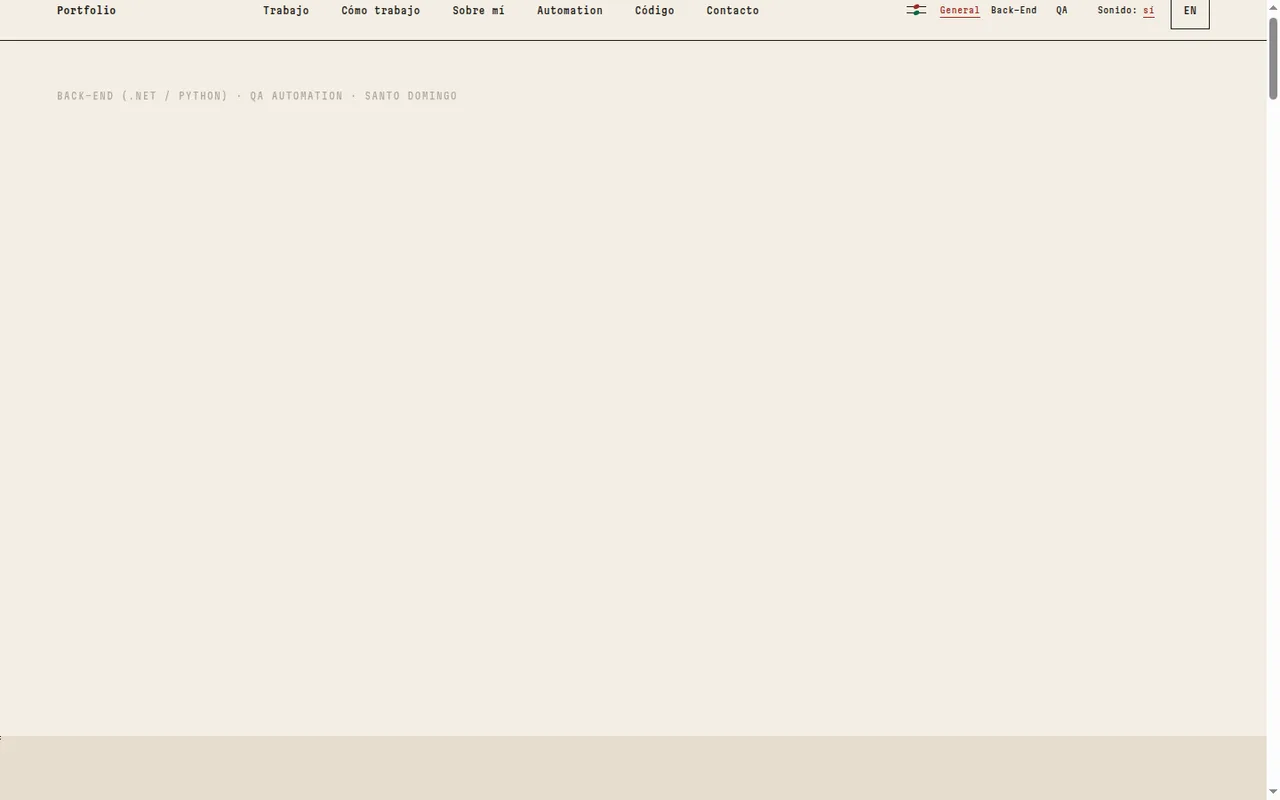 Portfolio Trabajo Cómo trabajo Sobre mí Automation Código Contacto General Back-End QA Sonido: sí EN
BACK-END (.NET / PYTHON) · QA AUTOMATION · SANTO DOMINGO